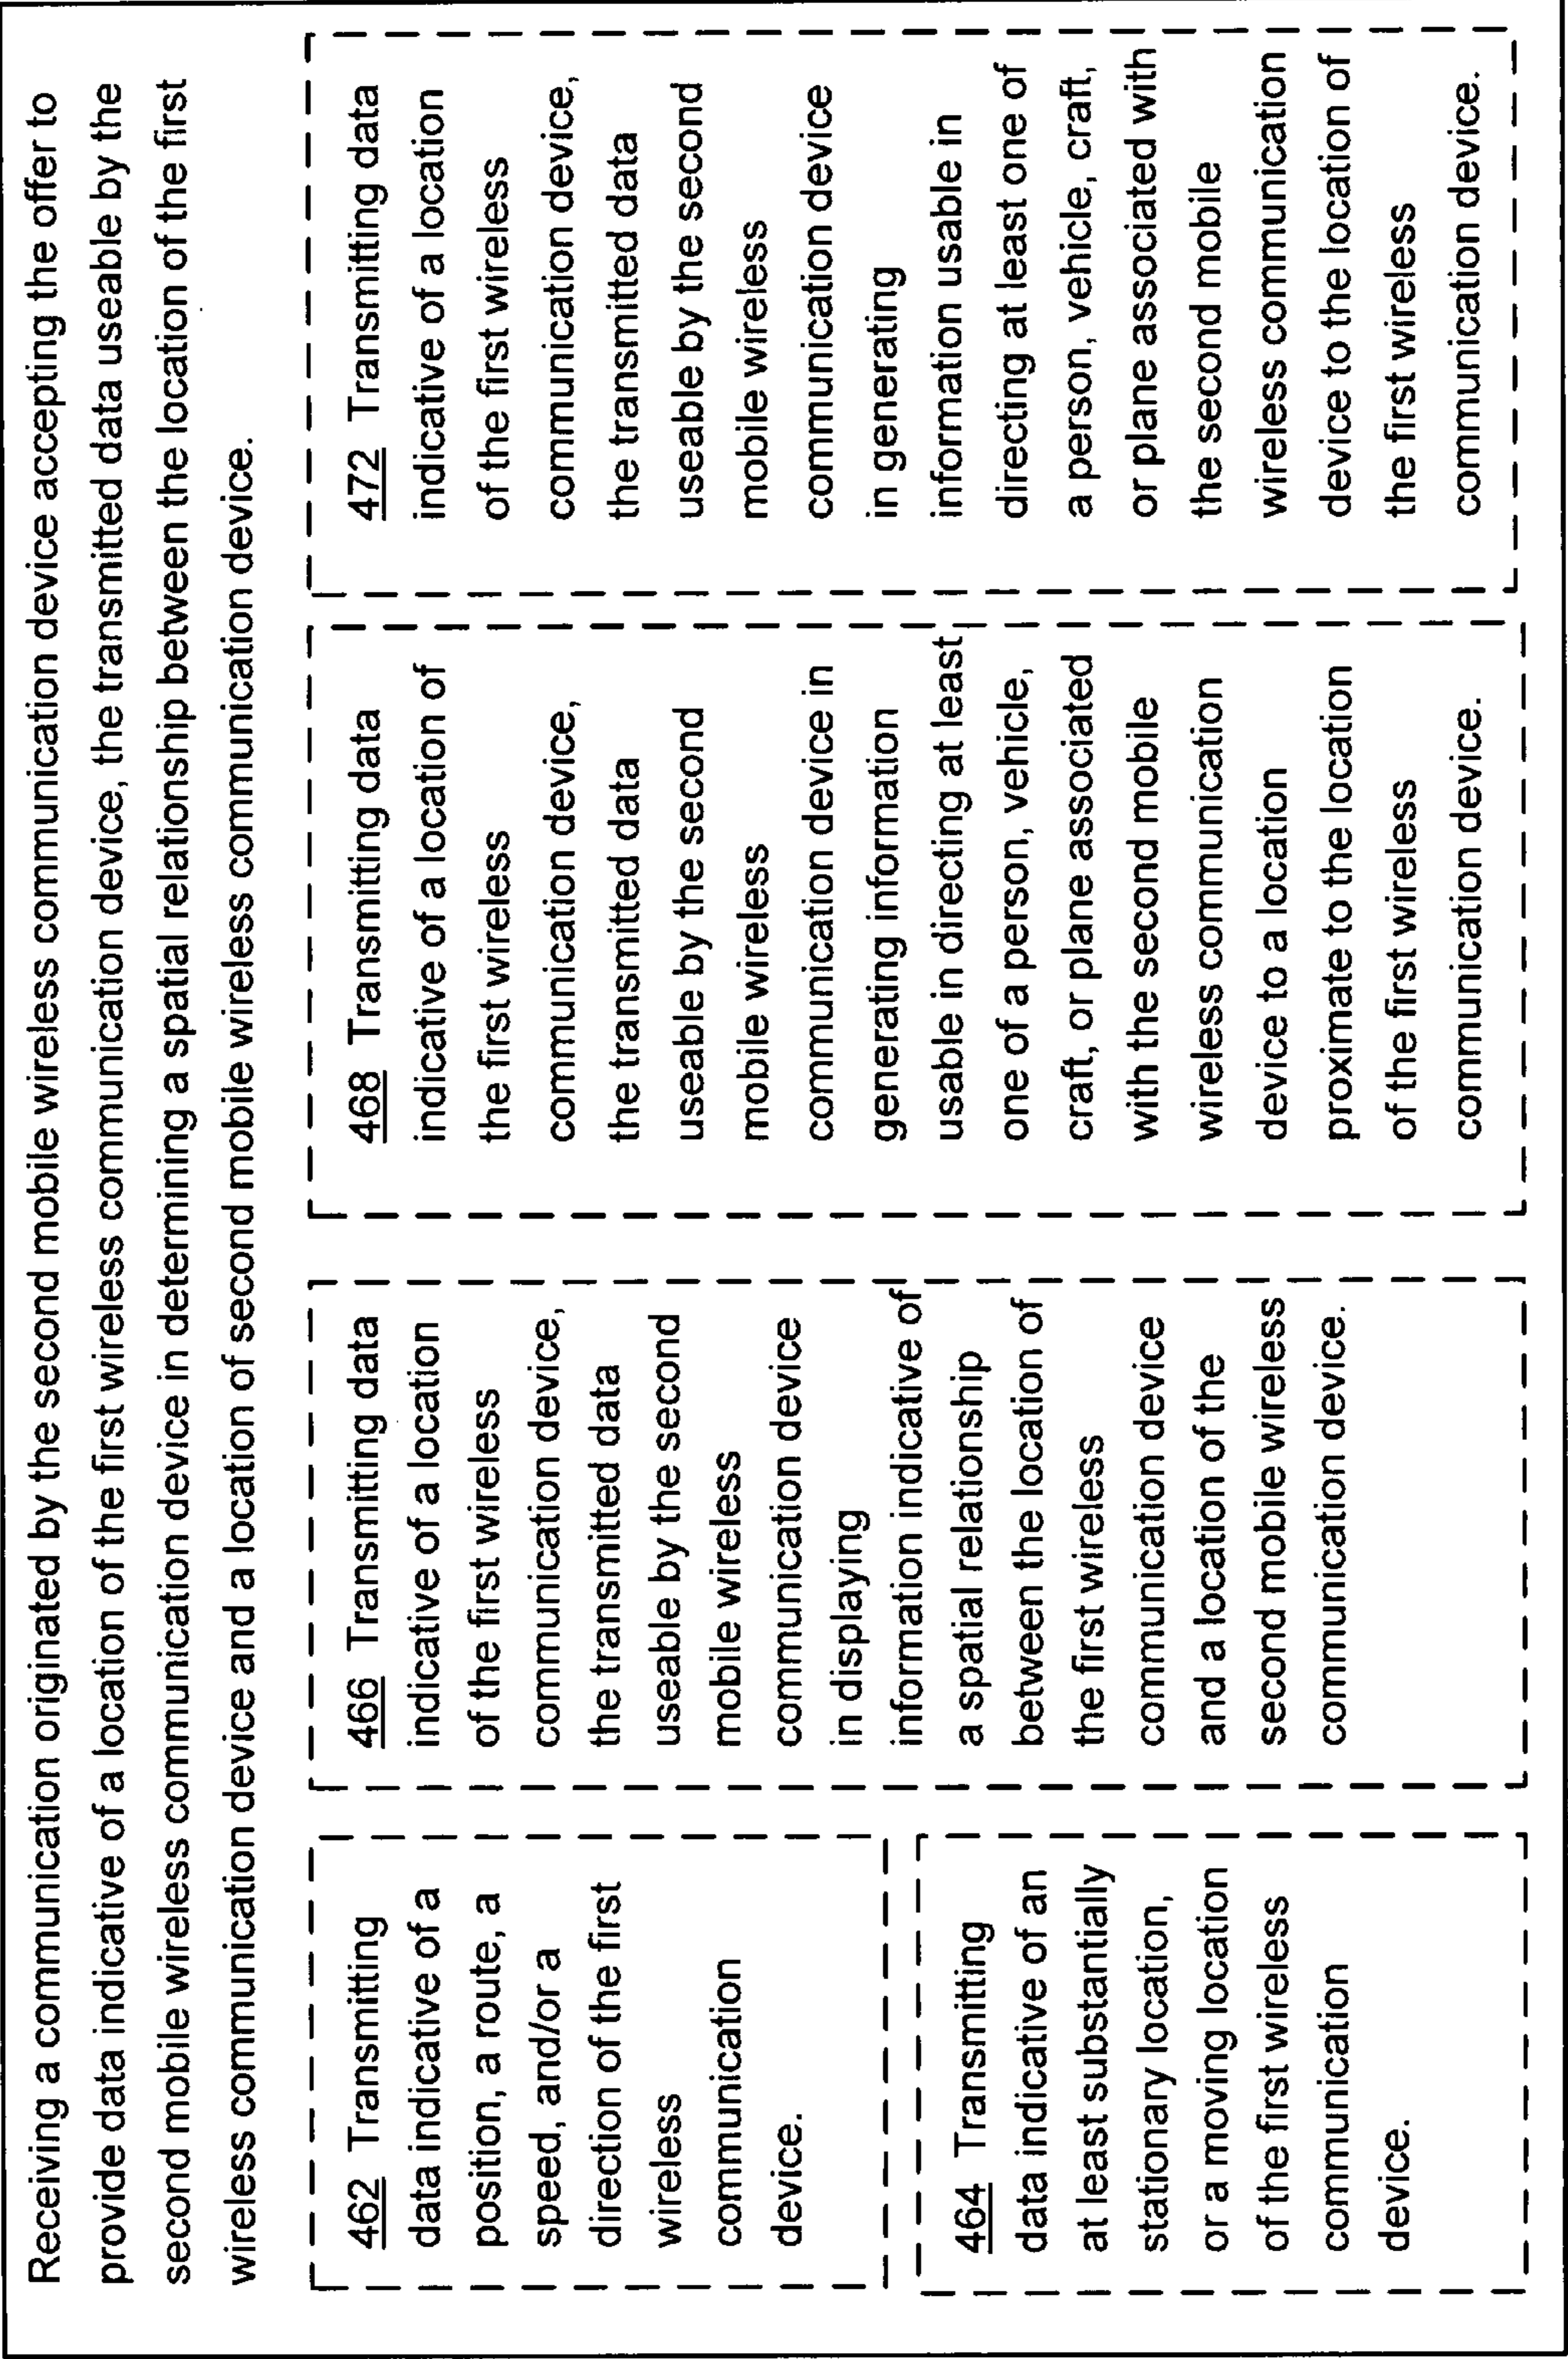 Receiving a communication originated by the second mobile wireless communication device accepting the offer to
provide data indicative of a location of the first wireless communication device, the transmitted data useable by the
second mobile wireless communication device in determining a spatial relationship between the location of the first
wireless communication device and a location of second mobile wireless communication device.
462 Transmitting
data indicative of a
position, a route, a
speed, and/or a
direction of the first
wireless
communication
device.
464 Transmitting
data indicative of an
at least substantially
stationary location,
or a moving location
of the first wireless
communication
device.
466 Transmitting data
indicative of a location
of the first wireless
communication device,
the transmitted data
useable by the second
mobile wireless
communication device
in displaying
information indicative of
a spatial relationship
between the location of
the first wireless
communication device
and a location of the
second mobile wireless
communication device.
468 Transmitting data
indicative of a location of
the first wireless
communication device,
the transmitted data
useable by the second
mobile wireless
communication device in
generating information
usable in directing at least
one of a person, vehicle,
craft, or plane associated
with the second mobile
wireless communication
device to a location
proximate to the location
of the first wireless
communication device.
472 Transmitting data
indicative of a location
of the first wireless
communication device,
the transmitted data
useable by the second
mobile wireless
communication device
in generating
information usable in
directing at least one of
a person, vehicle, craft,
or plane associated with
the second mobile
wireless communication
device to the location of
the first wireless
communication device.